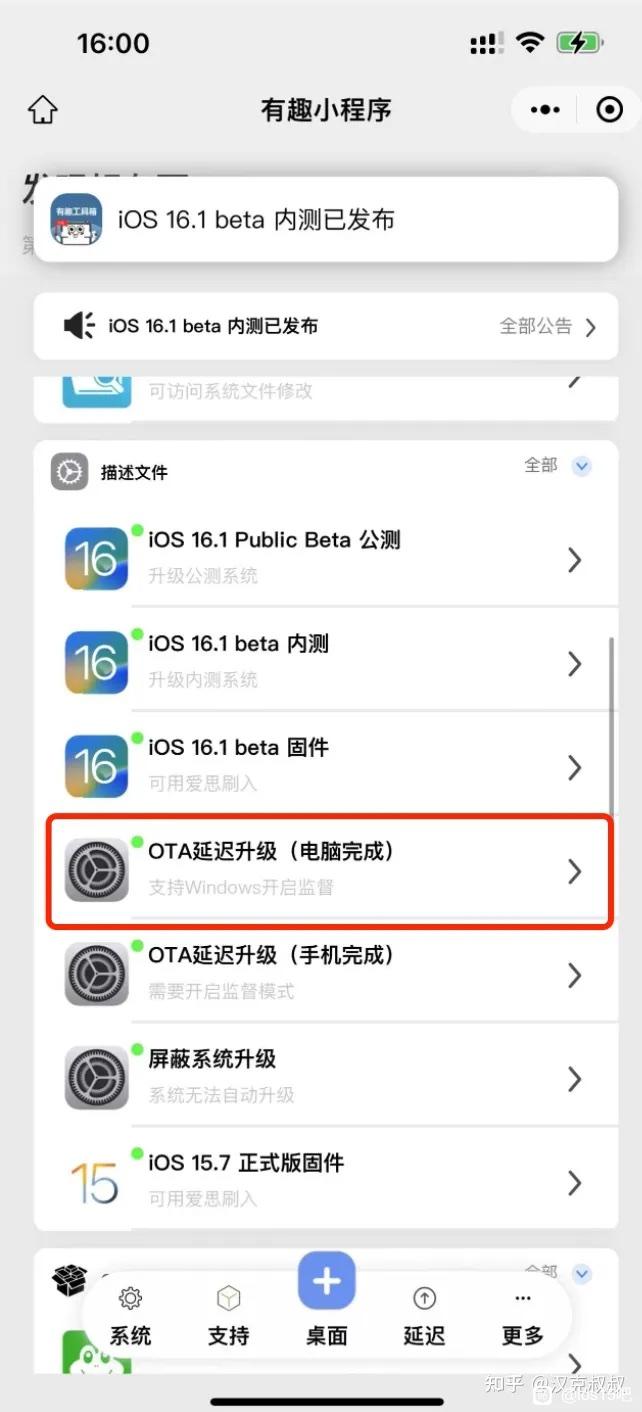 16:00
有趣小程序
有趣工具箱
iOS 16.1 beta 内测已发布
iOS 16.1 beta 内测已发布
全部公告
可访问系统文件修改
描述文件
全部
16
iOS 16.1 Public Beta 公测
升级公测系统
16
iOS 16.1 beta 内测
升级内测系统
16
iOS 16.1 beta 固件
可用爱思刷入
OTA延迟升级（电脑完成）
支持Windows开启监督
OTA延迟升级（手机完成）
需要开启监督模式
屏蔽系统升级
系统无法自动升级
15
iOS 15.7 正式版固件
可用爱思刷入
全部
系统
支持
桌面
延迟
更多
知乎 @汉克叔叔